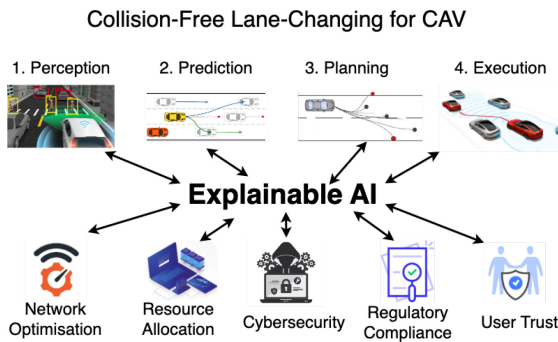 Collision-Free Lane-Changing for CAV
1. Perception
2. Prediction
3. Planning
4. Execution
Explainable AI
Network
Optimisation
Resource
Allocation
Cybersecurity
Regulatory
Compliance
User Trust